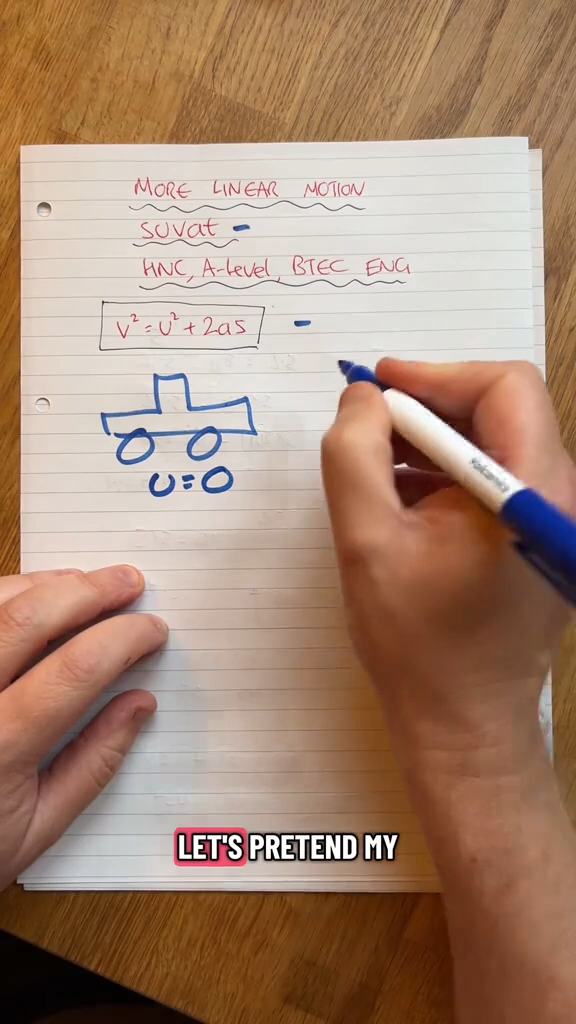 MORE LINEAR MOTION
SUVAT -
HNC, A-Level, BTEC ENG
V² = U² + 2as -
U = 0
LET'S PRETEND MY